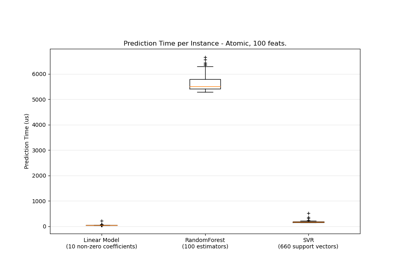 Prediction Time per Instance - Atomic, 100 feats.
6000
5000
4000
3000
2000
1000
0
Prediction Time (us)
Linear Model
(10 non-zero coefficients)
RandomForest
(100 estimators)
SVR
(660 support vectors)